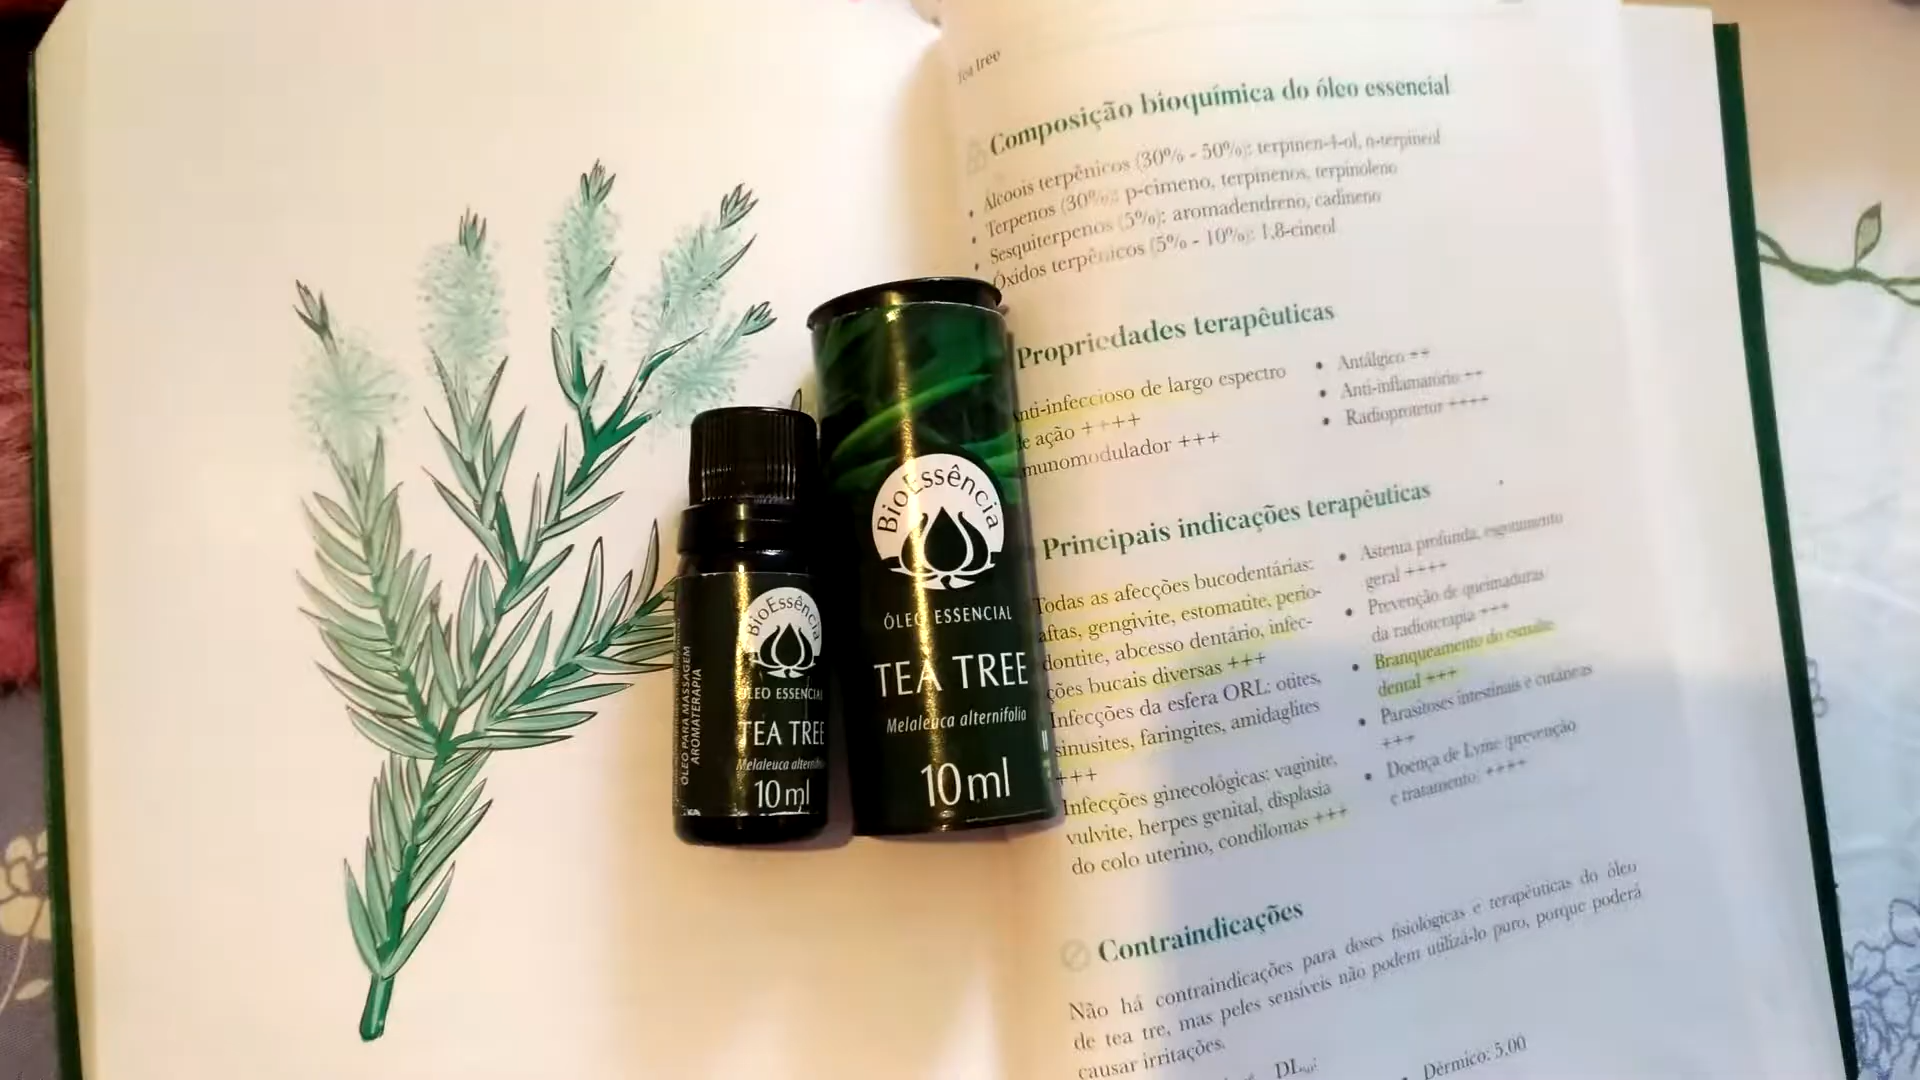 Tea tree
Composição bioquímica do óleo essencial
• Álcoois terpênicos (30% - 50%): terpinen-4-ol, α-terpineol
• Terpenos (30%): p-cimeno, terpinenos, terpinoleno
• Sesquiterpenos (5%): aromadendreno, cadineno
Óxidos terpênicos (5% - 10%): 1,8-cineol
Propriedades terapêuticas
nti-infeccioso de largo espectro
e ação ++++
munomodulador +++
• Antálgico ++
• Anti-inflamatório ++
• Radioprotetor ++++
Principais indicações terapêuticas
Todas as afecções bucodentárias:
aftas, gengivite, estomatite, perio-
dontite, abcesso dentário, infec-
ções bucais diversas +++
Infecções da esfera ORL: otites,
sinusites, faringites, amidaglites
+++
Infecções ginecológicas: vaginite,
vulvite, herpes genital, displasia
do colo uterino, condilomas +++
• Astenia profunda, esgotamento
geral ++++
• Prevenção de queimaduras
da radioterapia +++
• Branqueamento do esmalte
dental +++
• Parasitoses intestinais e cutâneas
+++
• Doença de Lyme (prevenção
e tratamento) ++++
Contraindicações
Não há contraindicações para doses fisiológicas e terapêuticas do óleo
de tea tre, mas peles sensíveis não podem utilizá-lo puro, porque poderá
causar irritações.
• Dérmico: 5,00
BioEssência
ÓLEO ESSENCIAL
TEA TREE
Melaleuca alternifolia
10 ml
BioEssência
ÓLEO ESSENCIAL
TEA TREE
Melaleuca alternifolia
10 ml
ÓLEO PARA MASSAGEM
AROMATERAPIA